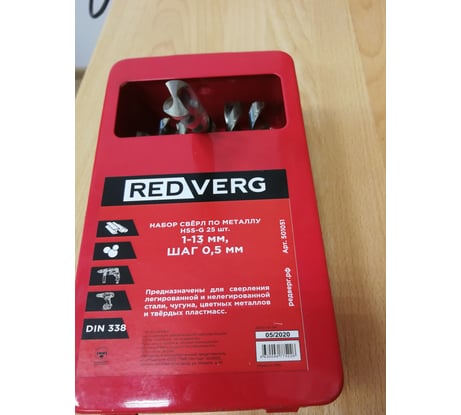 REDVERG
НАБОР СВЁРЛ ПО МЕТАЛЛУ
HSS-G 25 шт.
1-13 мм,
ШАГ 0,5 мм
Арт. 501051
редверг.рф
Предназначены для сверления
легированной и нелегированной
стали, чугуна, цветных металлов
и твёрдых пластмасс.
DIN 338
05/2020